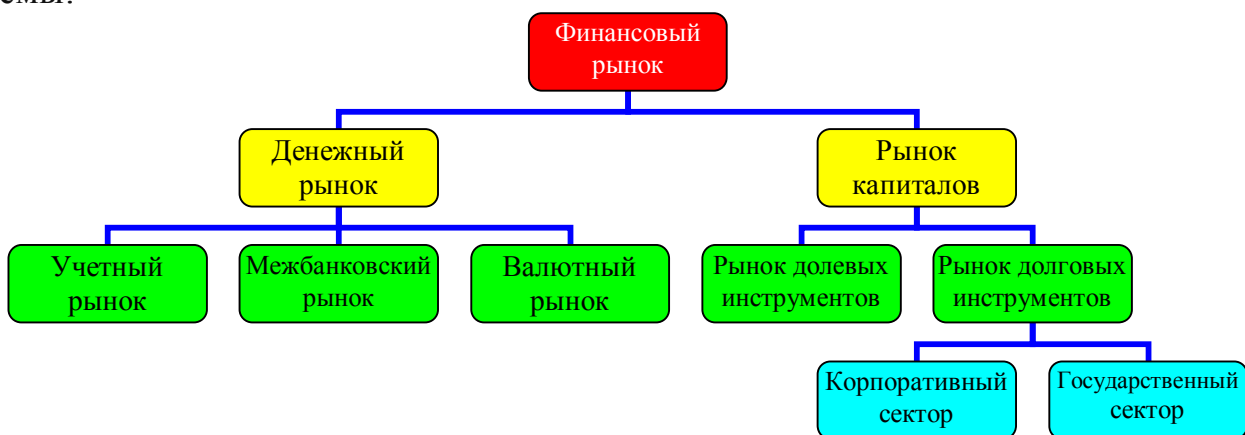 емы.
Финансовый
рынок
Денежный
рынок
Рынок
капиталов
Учетный
рынок
Межбанковский
рынок
Валютный
рынок
Рынок долевых
инструментов
Рынок долговых
инструментов
Корпоративный
сектор
Государственный
сектор